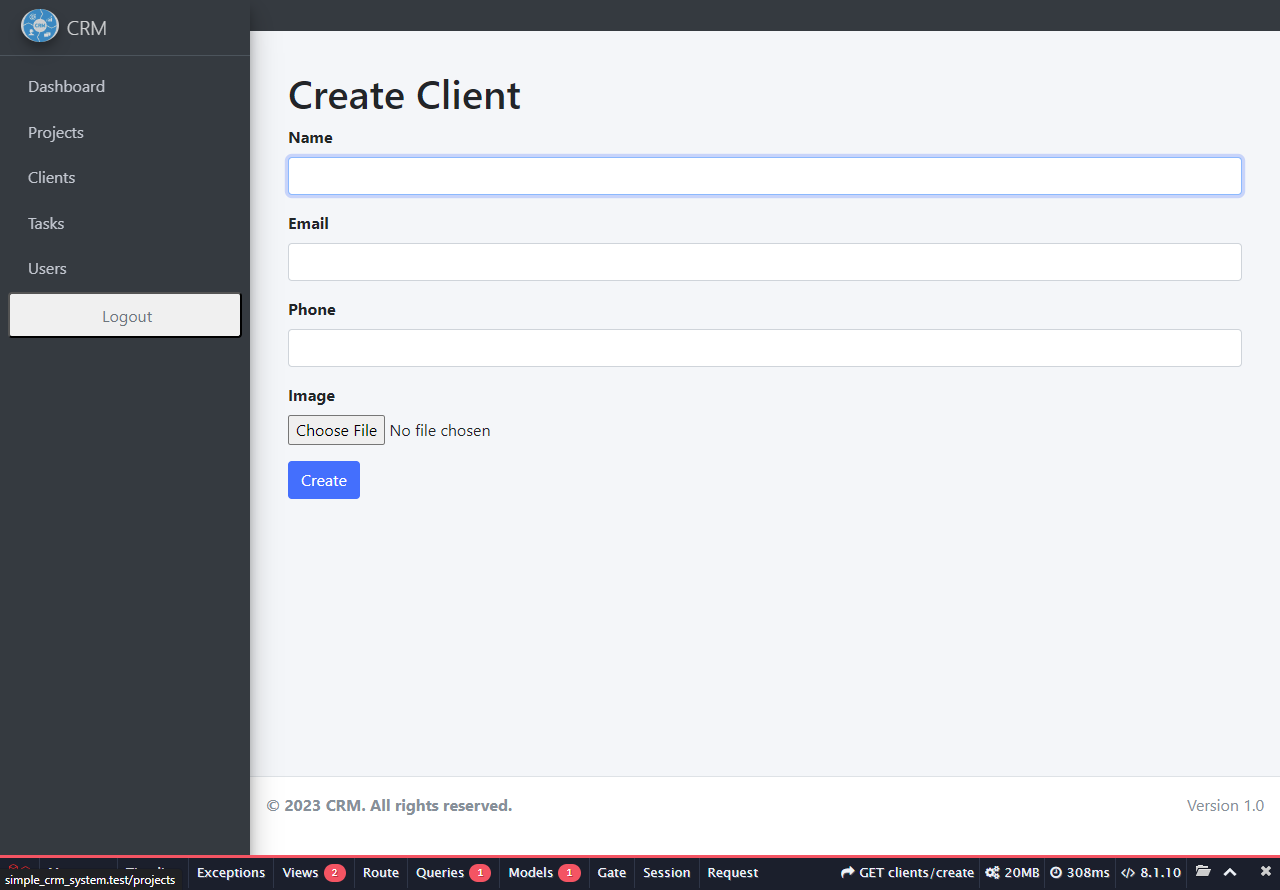 CRM
Dashboard
Projects
Clients
Tasks
Users
Logout
Create Client
Name
Email
Phone
Image
Choose File No file chosen
Create
© 2023 CRM. All rights reserved.
Version 1.0
Exceptions Views 2 Route Queries 1 Models 1 Gate Session Request GET clients/create 20MB 308ms 8.1.10
simple_crm_system.test/projects